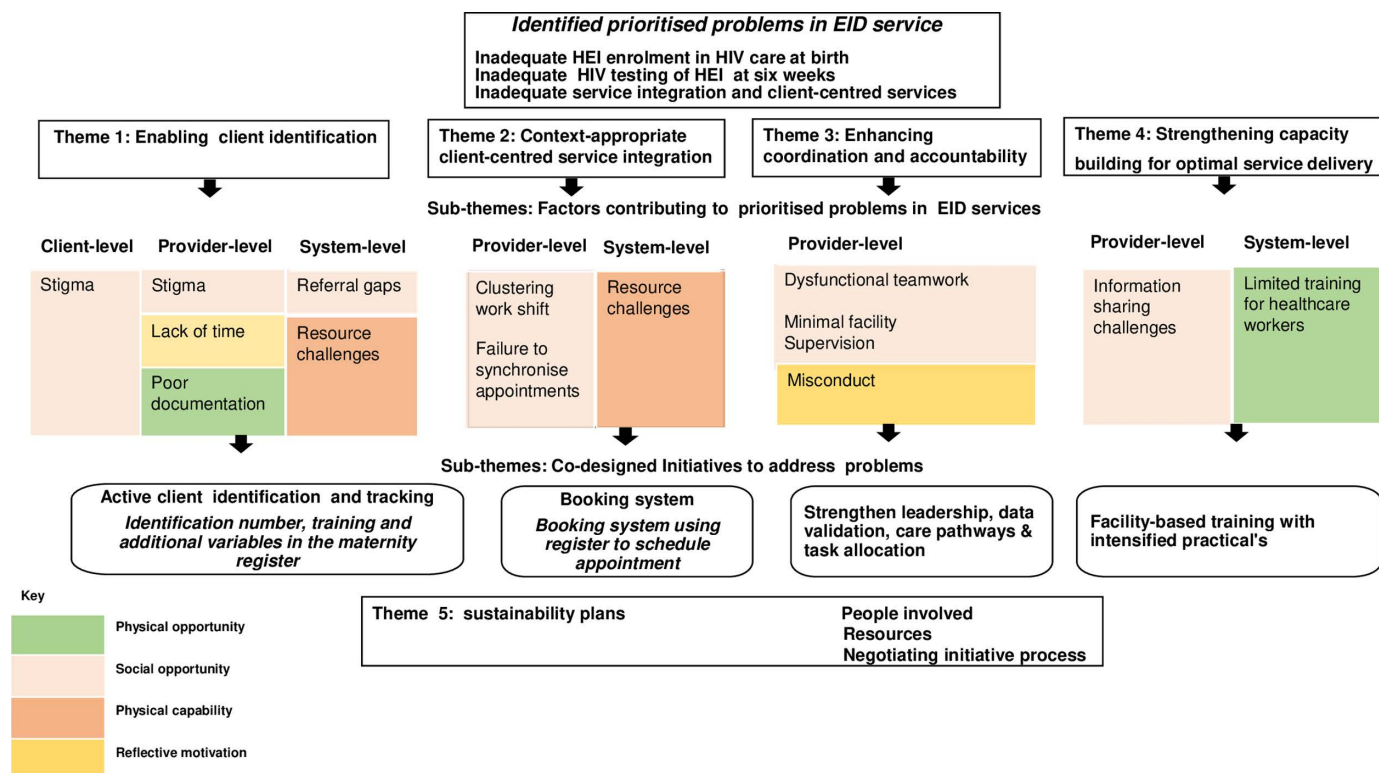 Identified prioritised problems in EID service
Inadequate HEI enrolment in HIV care at birth
Inadequate HIV testing of HEI at six weeks
Inadequate service integration and client-centred services
Theme 1: Enabling client identification
Theme 2: Context-appropriate
client-centred service integration
Theme 3: Enhancing
coordination and accountability
Theme 4: Strengthening capacity
building for optimal service delivery
Sub-themes: Factors contributing to prioritised problems in EID services
Client-level
Provider-level
System-level
Stigma
Stigma
Lack of time
Poor
documentation
Referral gaps
Resource
challenges
Provider-level
System-level
Clustering
work shift
Failure to
synchronise
appointments
Resource
challenges
Provider-level
Dysfunctional teamwork
Minimal facility
Supervision
Misconduct
Provider-level
System-level
Information
sharing
challenges
Limited training
for healthcare
workers
Sub-themes: Co-designed Initiatives to address problems
Active client identification and tracking
Identification number, training and
additional variables in the maternity
register
Booking system
Booking system using
register to schedule
appointment
Strengthen leadership, data
validation, care pathways &
task allocation
Facility-based training with
intensified practical's
Theme 5: sustainability plans
People involved
Resources
Negotiating initiative process
Key
Physical opportunity
Social opportunity
Physical capability
Reflective motivation